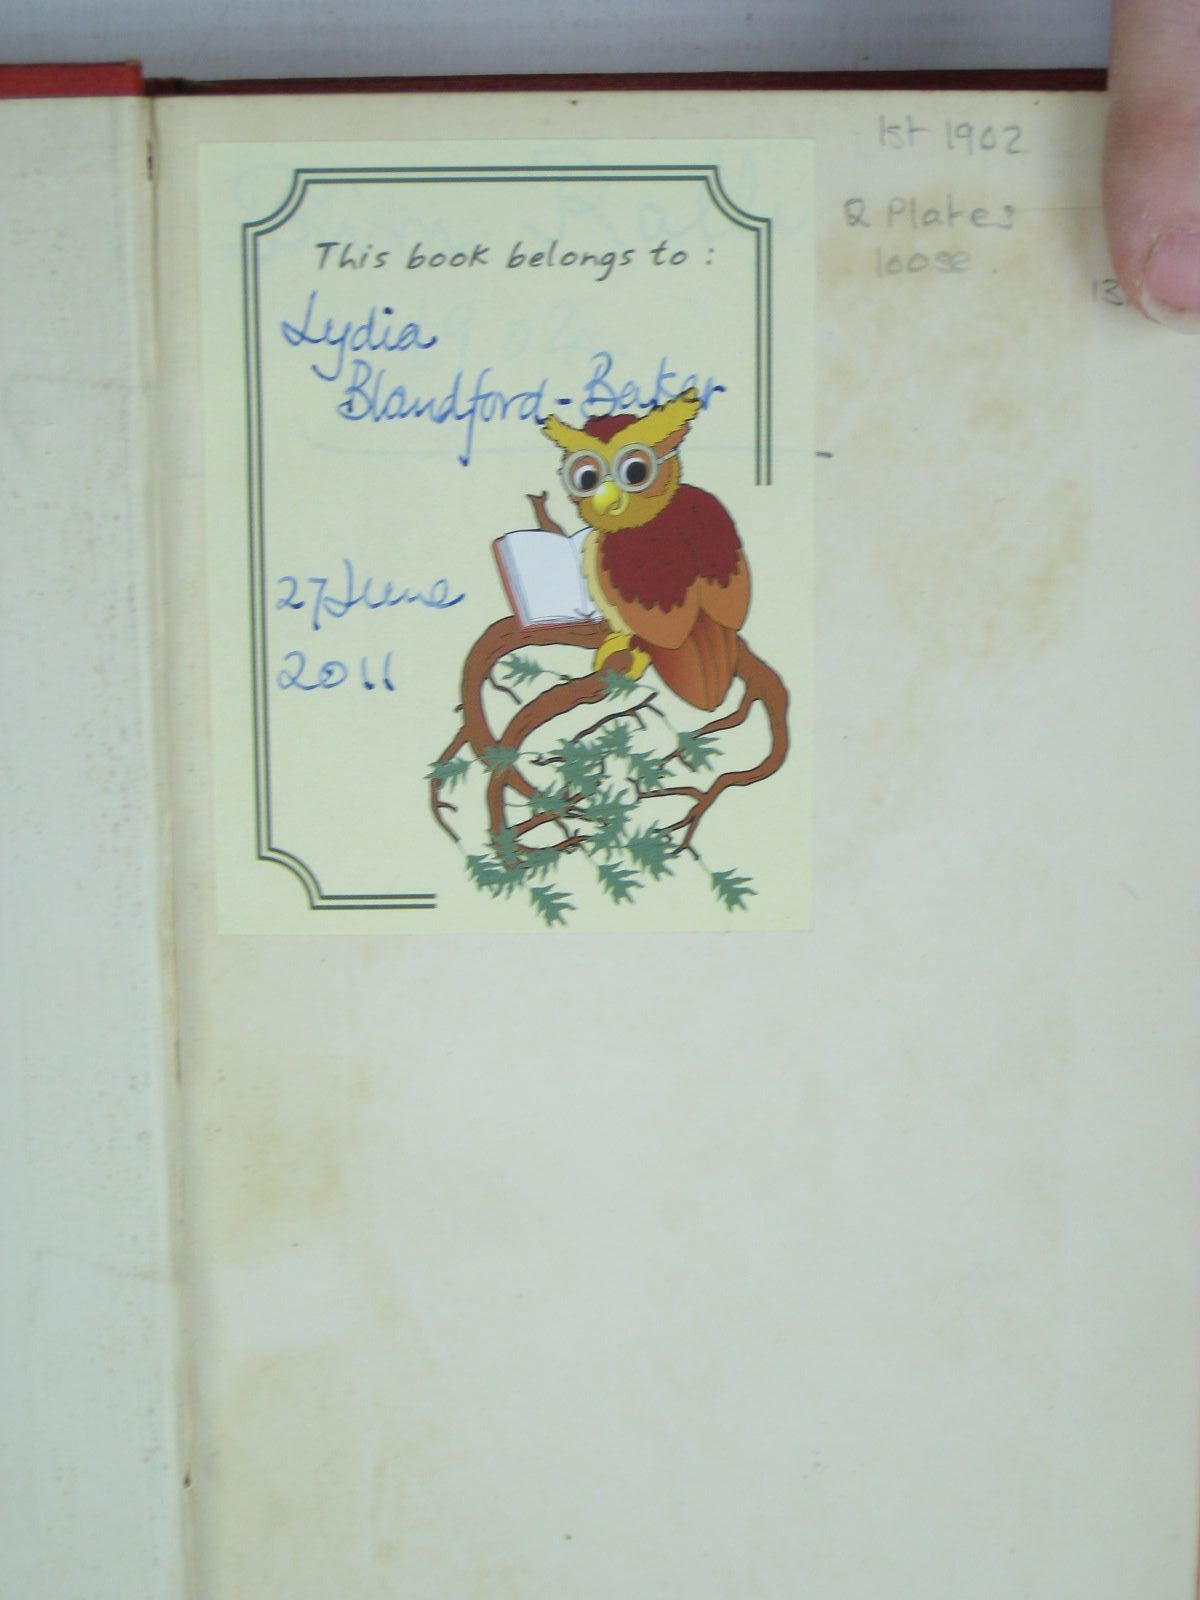 1st 1902
2 Plates
loose.
This book belongs to :
Lydia
Blandford-Baker
27 June
2011